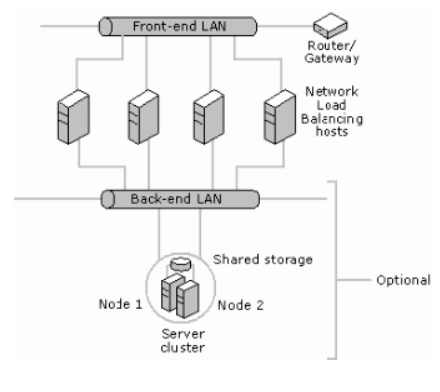 Front-end LAN
Router/
Gateway
Network
Load
Balancing
hosts
Back-end LAN
Shared storage
Optional
Node 1
Node 2
Server
cluster